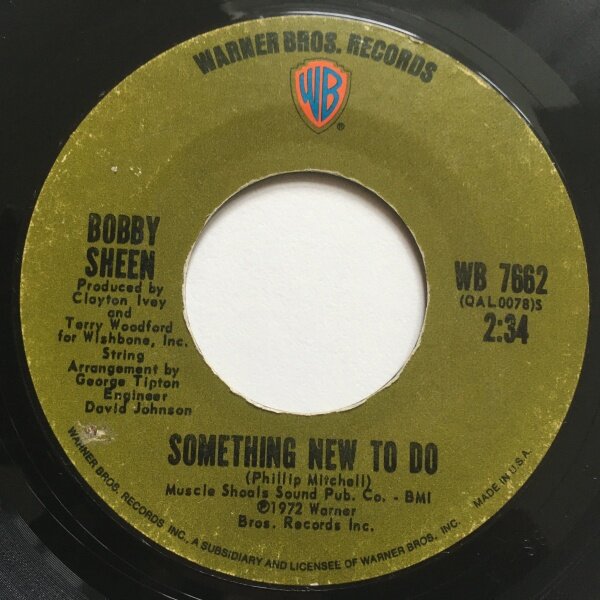 WARNER BROS. RECORDS
WB
®
BOBBY
SHEEN
Produced by
Clayton Ivey
and
Terry Woodford
for Wishbone, Inc.
String
Arrangement by
George Tipton
Engineer
David Johnson
WB 7662
(QAL0078)S
2:34
SOMETHING NEW TO DO
(Phillip Mitchell)
Muscle Shoals Sound Pub. Co. - BMI
℗1972 Warner
Bros. Records Inc.
WARNER BROS. RECORDS INC., A SUBSIDIARY AND LICENSEE OF WARNER BROS. INC.
MADE IN U.S.A.